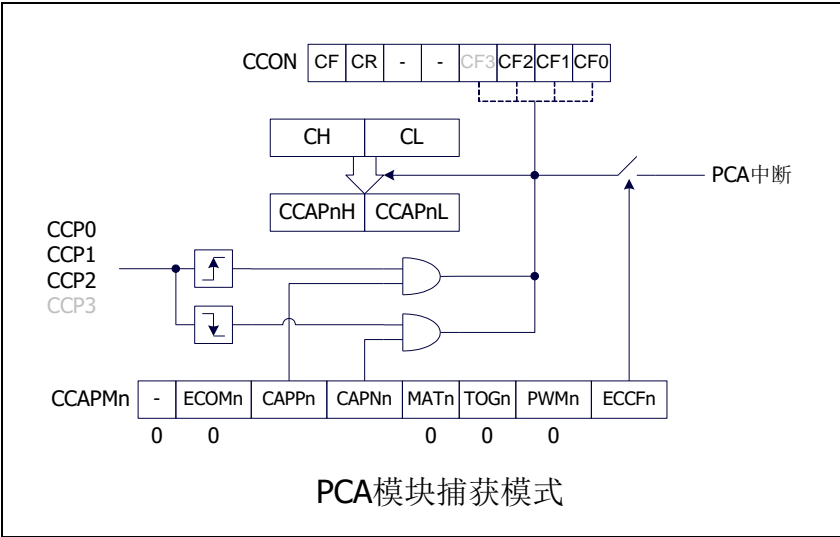 CCON CF CR - - CF3 CF2 CF1 CF0
CH CL
PCA中断
CCAPnH CCAPnL
CCP0
CCP1
CCP2
CCP3
CCAPMn - ECOMn CAPPn CAPNn MATn TOGn PWMn ECCFn
0 0 0 0 0
PCA模块捕获模式